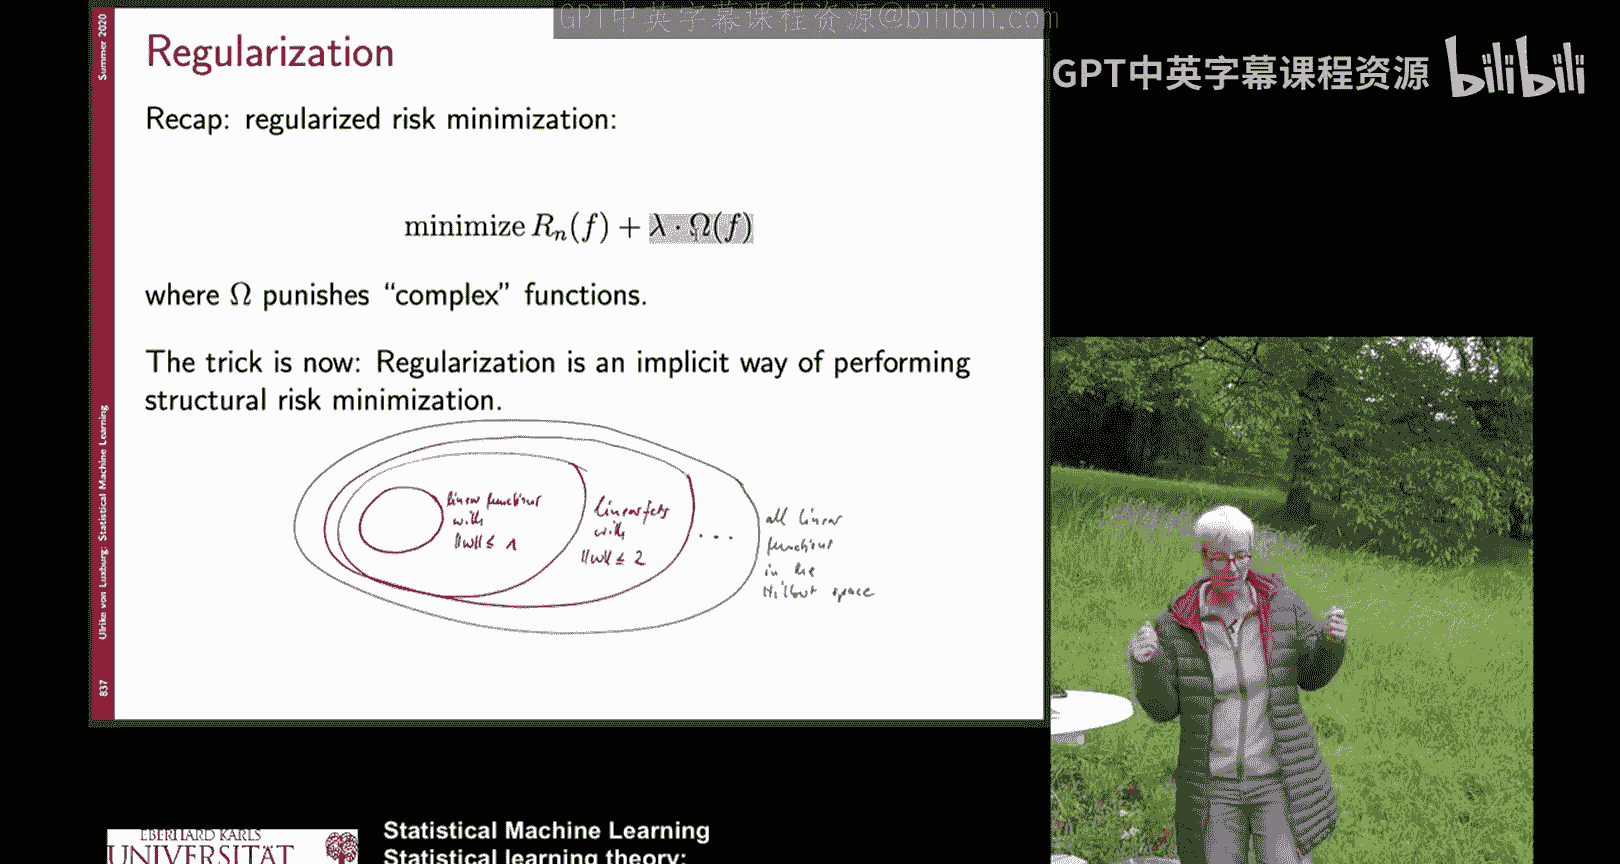 GPT中英字幕课程资源@bilibili.com
GPT中英字幕课程资源 bilibili
Summer 2020
Regularization
Recap: regularized risk minimization:
minimize Rₙ(f) + λ · Ω(f)
where Ω punishes “complex” functions.
The trick is now: Regularization is an implicit way of performing
structural risk minimization.
linear functions
with
||w|| ≤ 1
linear fcts
with
||w|| ≤ 2
...
all linear
functions
in the
Hilbert space
Ulrike von Luxburg: Statistical Machine Learning
837
EBERHARD KARLS
UNIVERSITÄT
Statistical Machine Learning
Statistical learning theory: